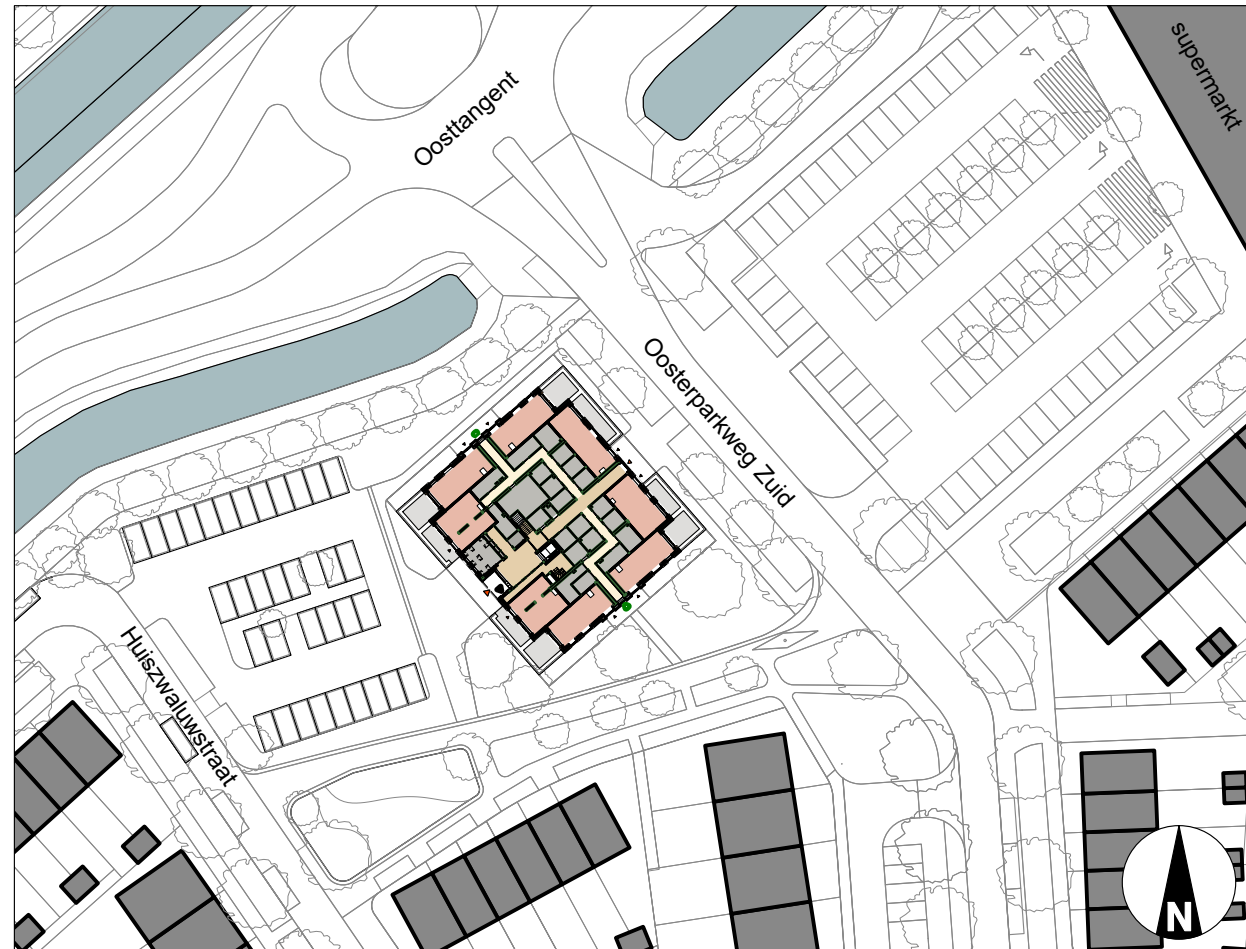 supermarkt
Oosttangent
Oosterparkweg Zuid
Huiszwaluwstraat
N